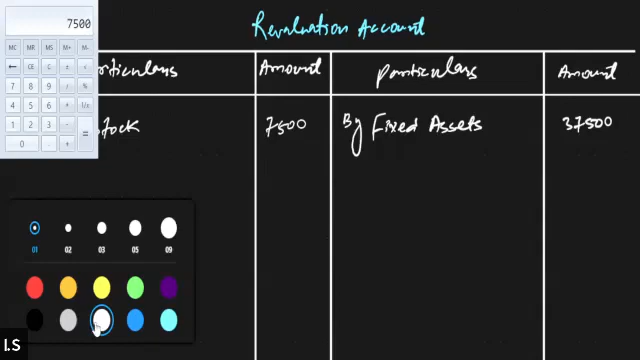 7500
Revaluation Account
MC MR MS M+ M-
← CE C ± √
articulars Amount particulars Amount
7 8 9 / %
4 5 6 * 1/x
1 2 3 - =
0 . +
Stock 7500 By Fixed Assets 37500
01 02 03 05 09
I.S